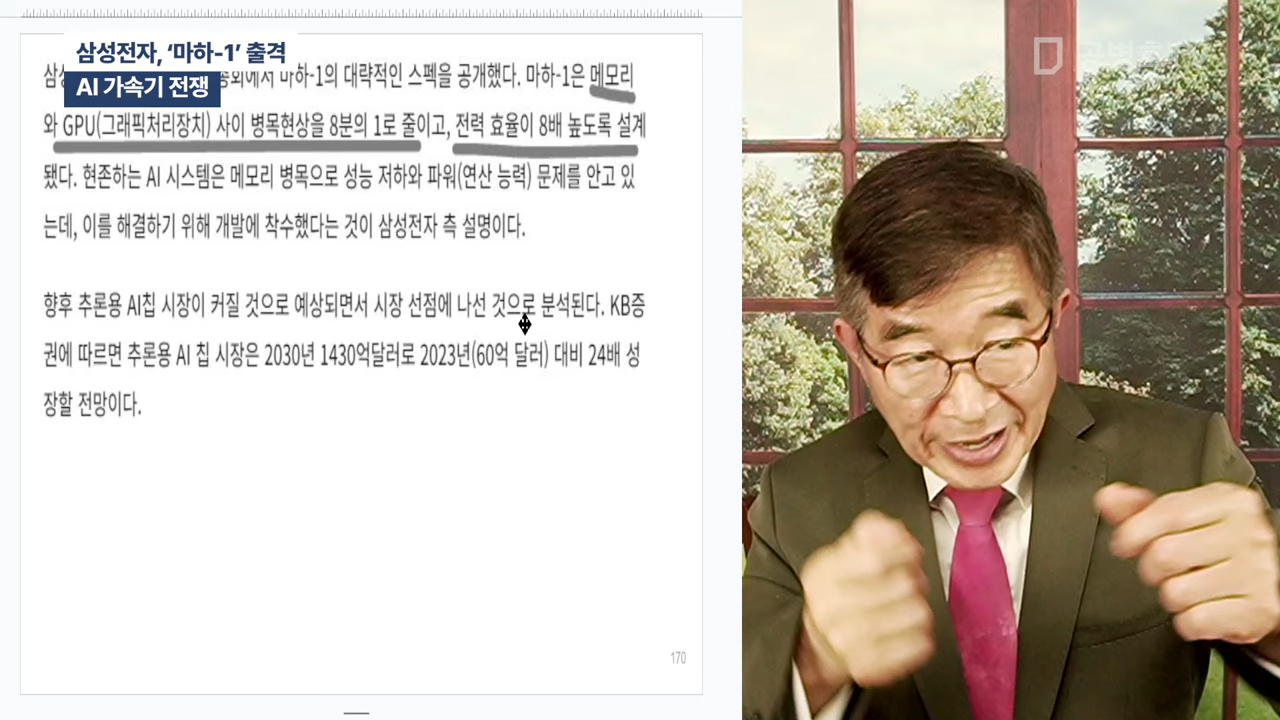 삼성전자, ‘마하-1’ 출격
AI 가속기 전쟁
삼성 총회에서 마하-1의 대략적인 스펙을 공개했다. 마하-1은 메모리
와 GPU(그래픽처리장치) 사이 병목현상을 8분의 1로 줄이고, 전력 효율이 8배 높도록 설계
됐다. 현존하는 AI 시스템은 메모리 병목으로 성능 저하와 파워(연산 능력) 문제를 안고 있
는데, 이를 해결하기 위해 개발에 착수했다는 것이 삼성전자 측 설명이다.
향후 추론용 AI칩 시장이 커질 것으로 예상되면서 시장 선점에 나선 것으로 분석된다. KB증
권에 따르면 추론용 AI 칩 시장은 2030년 1430억달러로 2023년(60억 달러) 대비 24배 성
장할 전망이다.
170